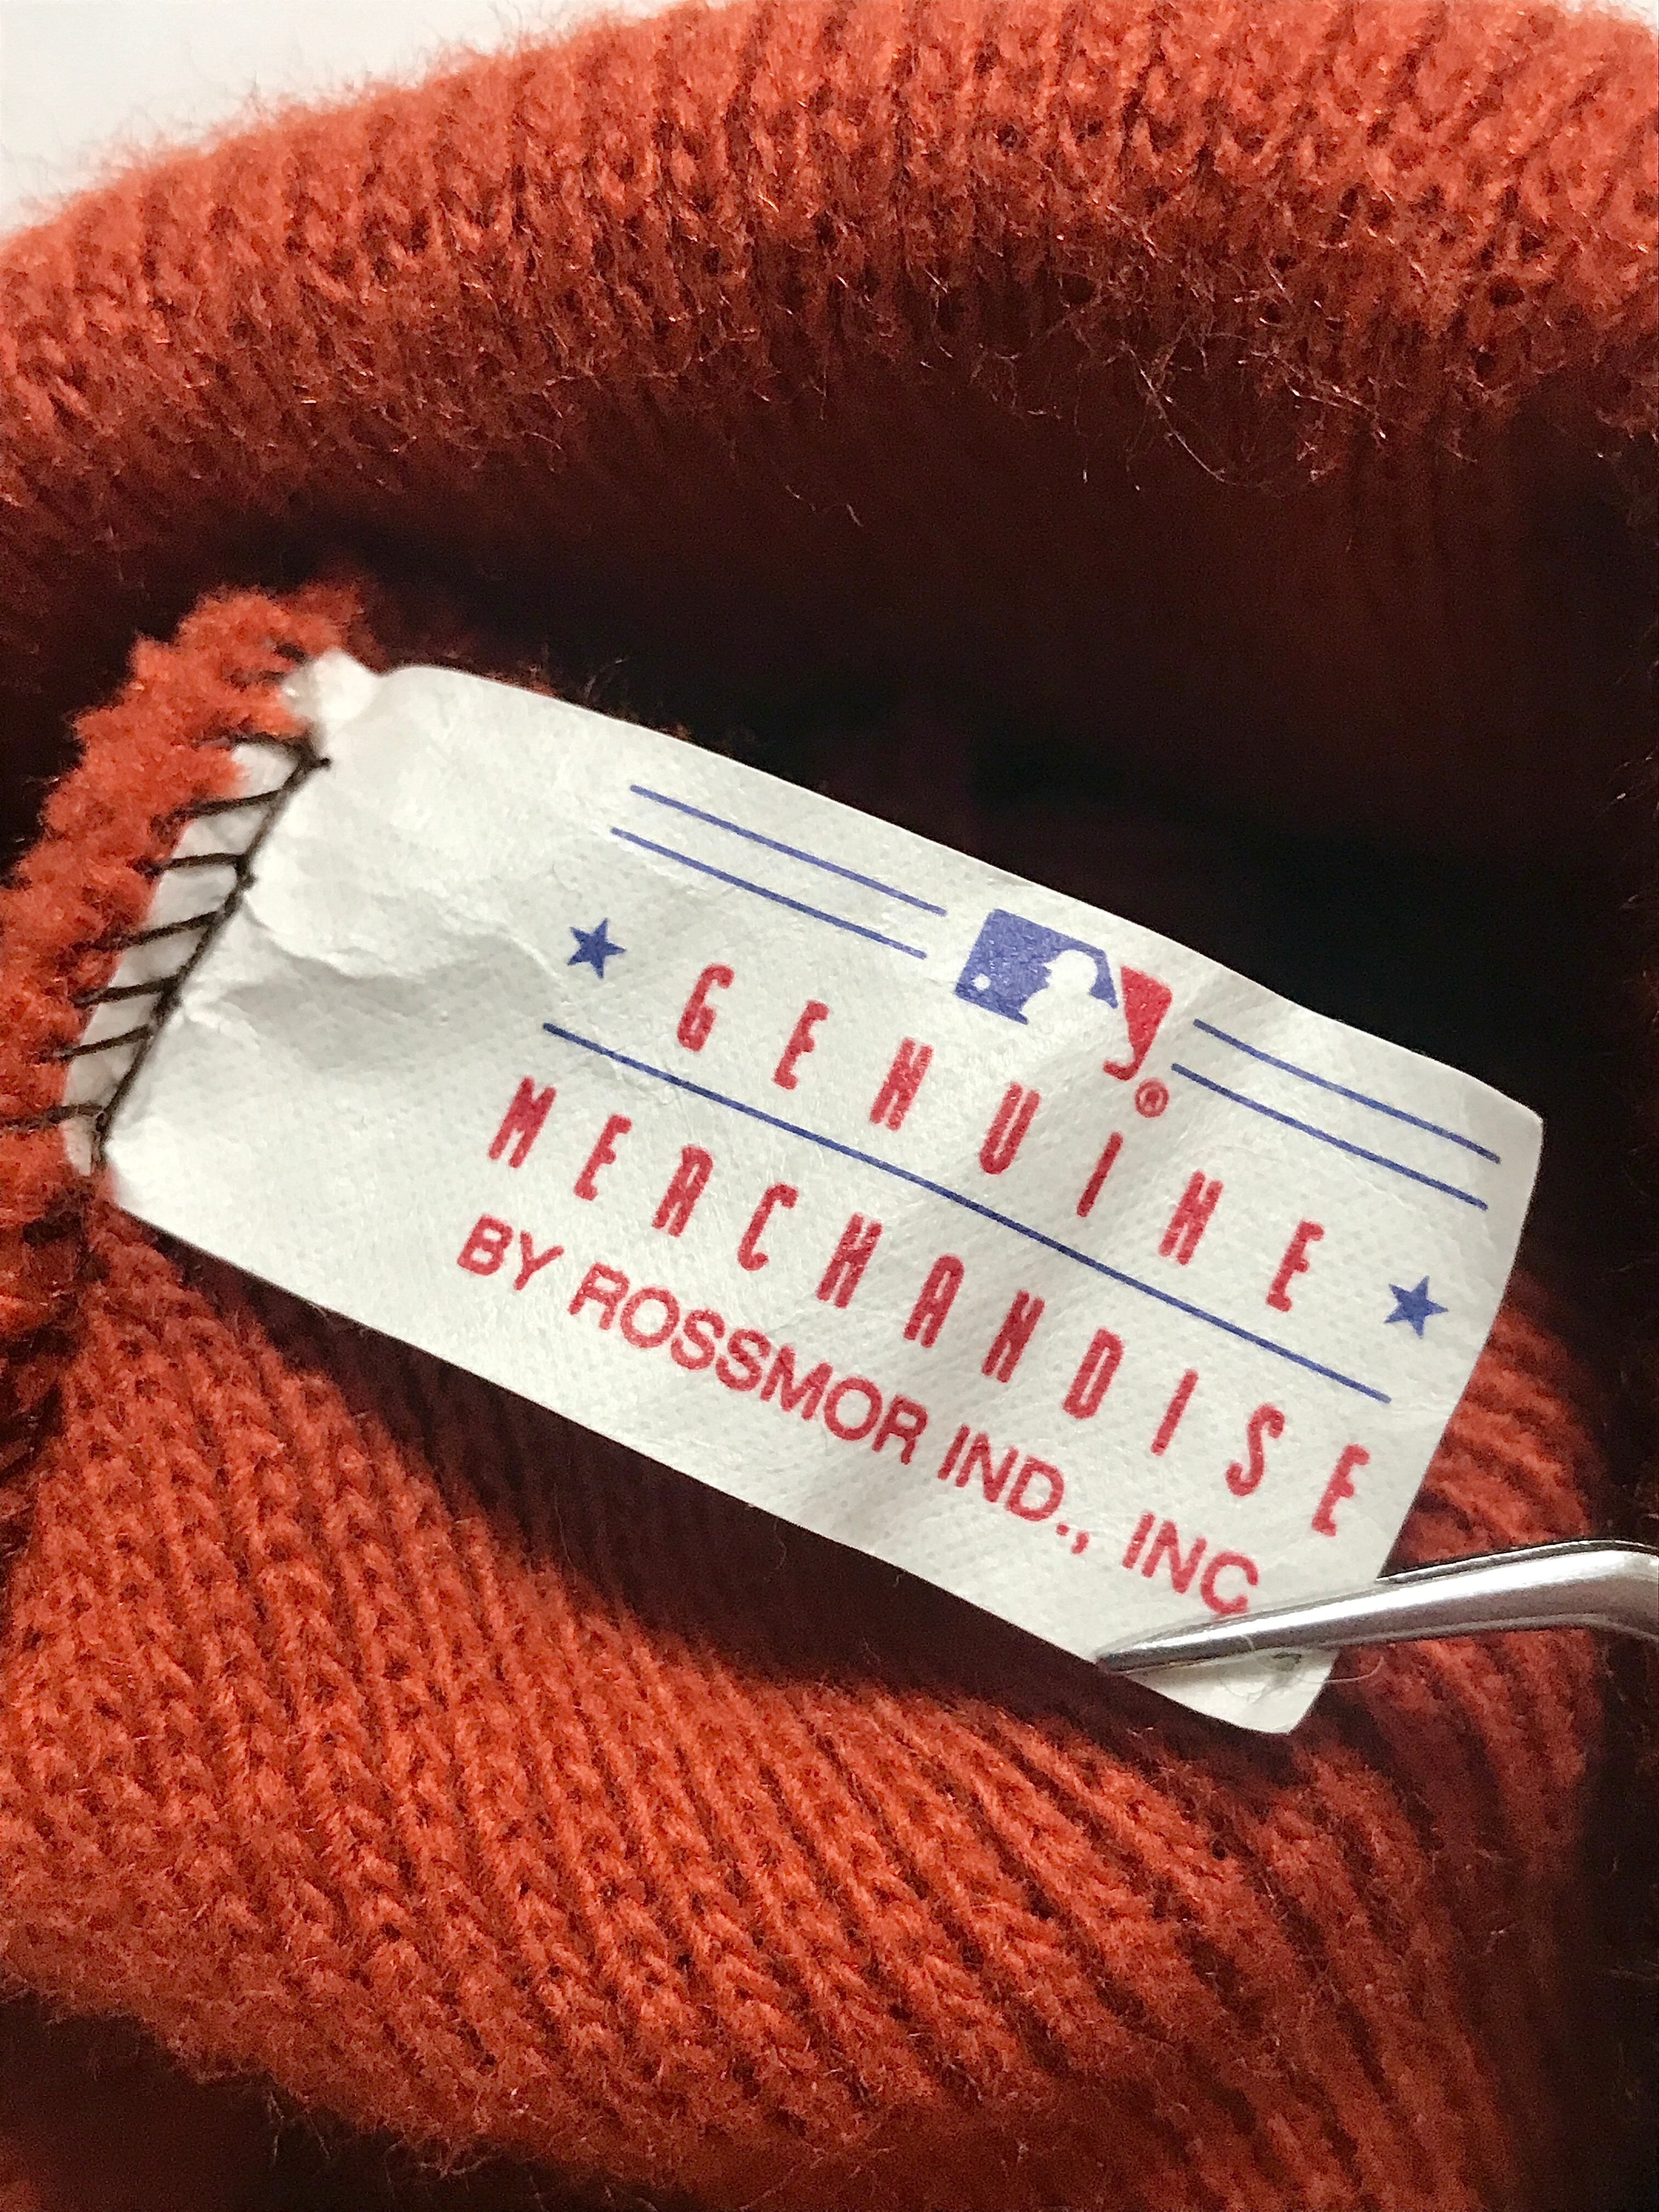 ®
GENUINE
MERCHANDISE
BY ROSSMOR IND., INC